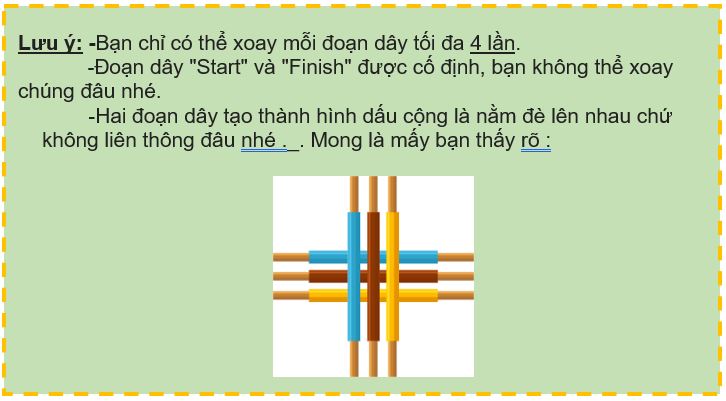 Lưu ý: -Bạn chỉ có thể xoay mỗi đoạn dây tối đa 4 lần.
-Đoạn dây "Start" và "Finish" được cố định, bạn không thể xoay
chúng đâu nhé.
-Hai đoạn dây tạo thành hình dấu cộng là nằm đè lên nhau chứ
không liên thông đâu nhé ._. Mong là mấy bạn thấy rõ :